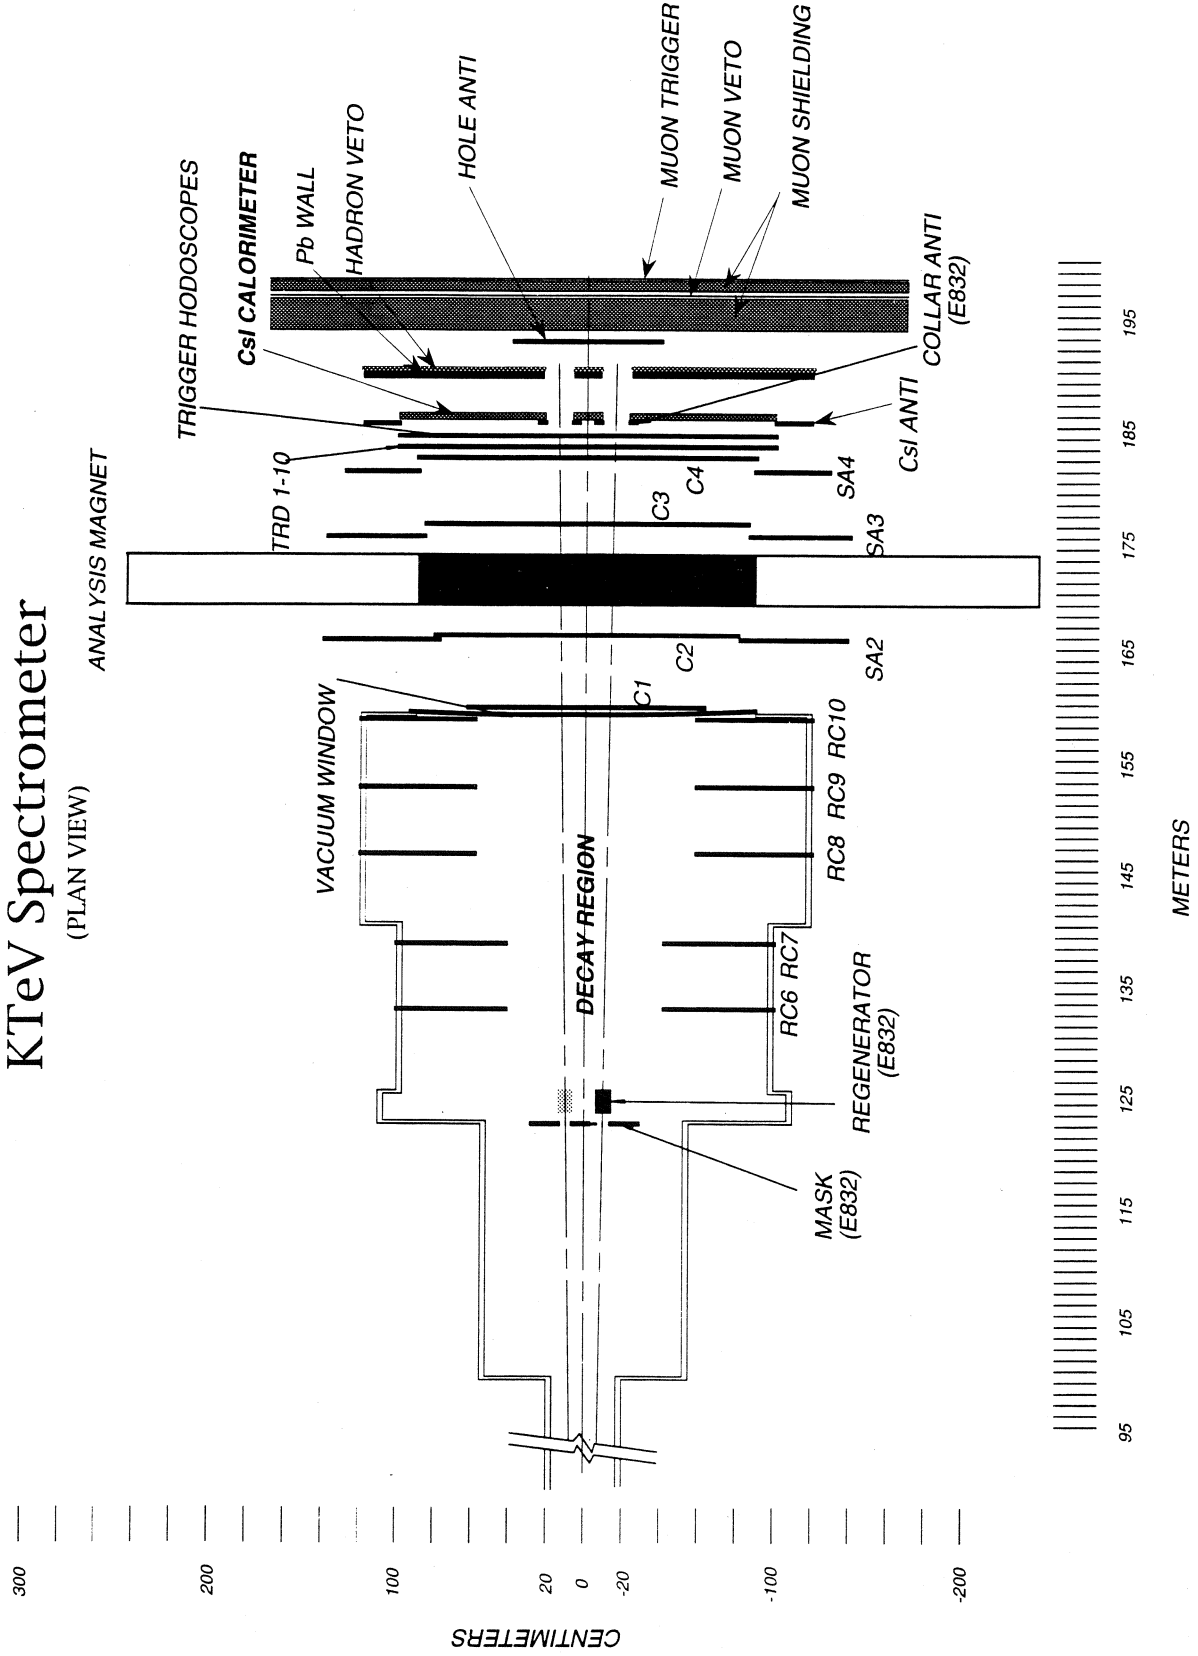 KTeV Spectrometer
(PLAN VIEW)
ANALYSIS MAGNET
TRIGGER HODOSCOPES
CsI CALORIMETER
Pb WALL
HADRON VETO
HOLE ANTI
MUON TRIGGER
MUON VETO
MUON SHIELDING
COLLAR ANTI
(E832)
CsI ANTI
TRD 1-10
VACUUM WINDOW
DECAY REGION
C1
C2
C3
C4
SA2
SA3
SA4
RC6
RC7
RC8
RC9
RC10
REGENERATOR
(E832)
MASK
(E832)
300
200
100
20
0
-20
-100
-200
CENTIMETERS
95
105
115
125
135
145
155
165
175
185
195
METERS